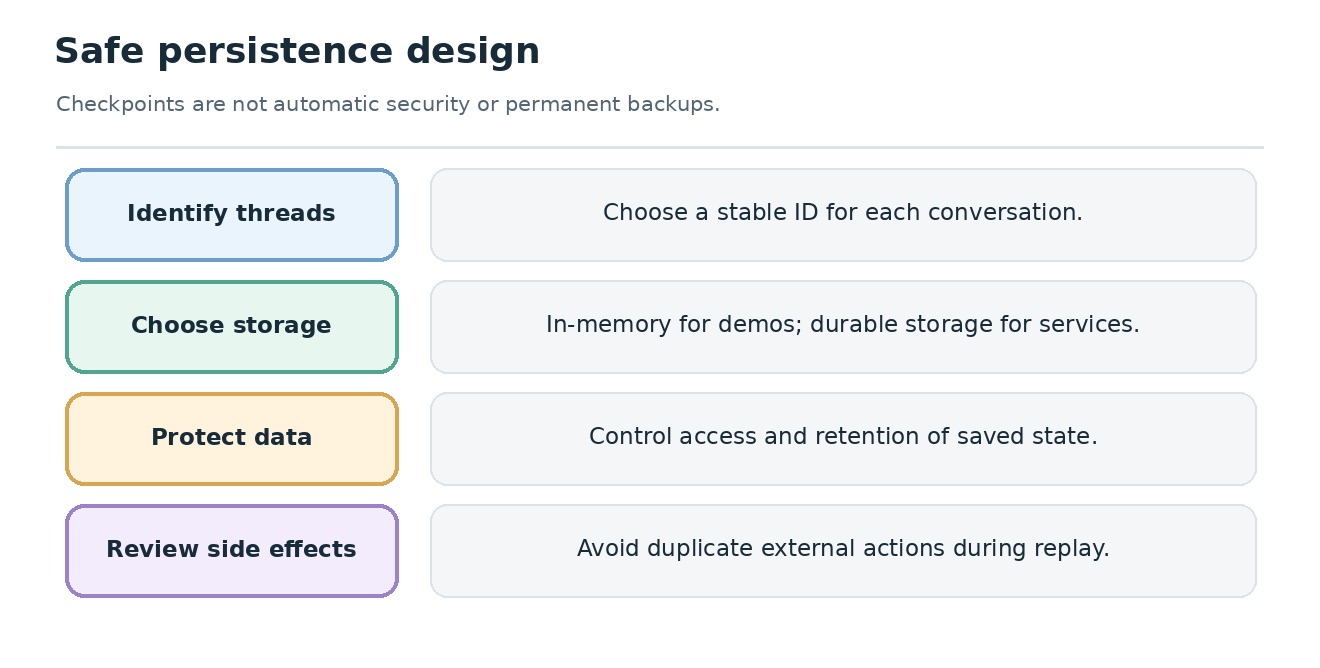 Safe persistence design
Checkpoints are not automatic security or permanent backups.
Identify threads
Choose a stable ID for each conversation.
Choose storage
In-memory for demos; durable storage for services.
Protect data
Control access and retention of saved state.
Review side effects
Avoid duplicate external actions during replay.